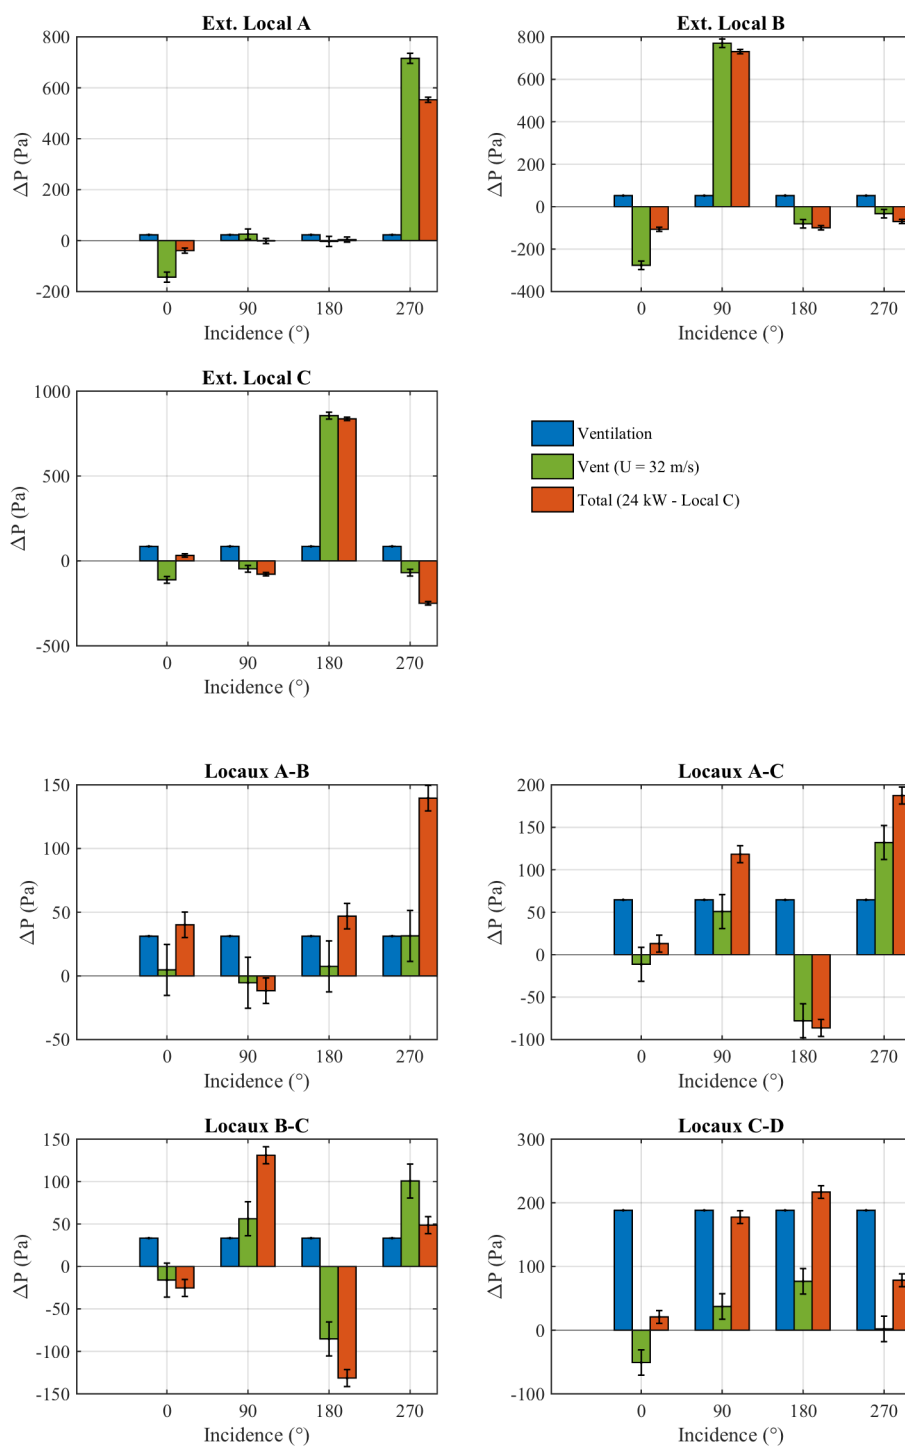 Ext. Local A
ΔP (Pa)
800
600
400
200
0
-200
0 90 180 270
Incidence (°)
Ext. Local B
ΔP (Pa)
800
600
400
200
0
-200
-400
0 90 180 270
Incidence (°)
Ext. Local C
ΔP (Pa)
1000
500
0
-500
0 90 180 270
Incidence (°)
Ventilation
Vent (U = 32 m/s)
Total (24 kW - Local C)
Locaux A-B
ΔP (Pa)
150
100
50
0
-50
0 90 180 270
Incidence (°)
Locaux A-C
ΔP (Pa)
200
150
100
50
0
-50
-100
0 90 180 270
Incidence (°)
Locaux B-C
ΔP (Pa)
150
100
50
0
-50
-100
-150
0 90 180 270
Incidence (°)
Locaux C-D
ΔP (Pa)
300
200
100
0
-100
0 90 180 270
Incidence (°)